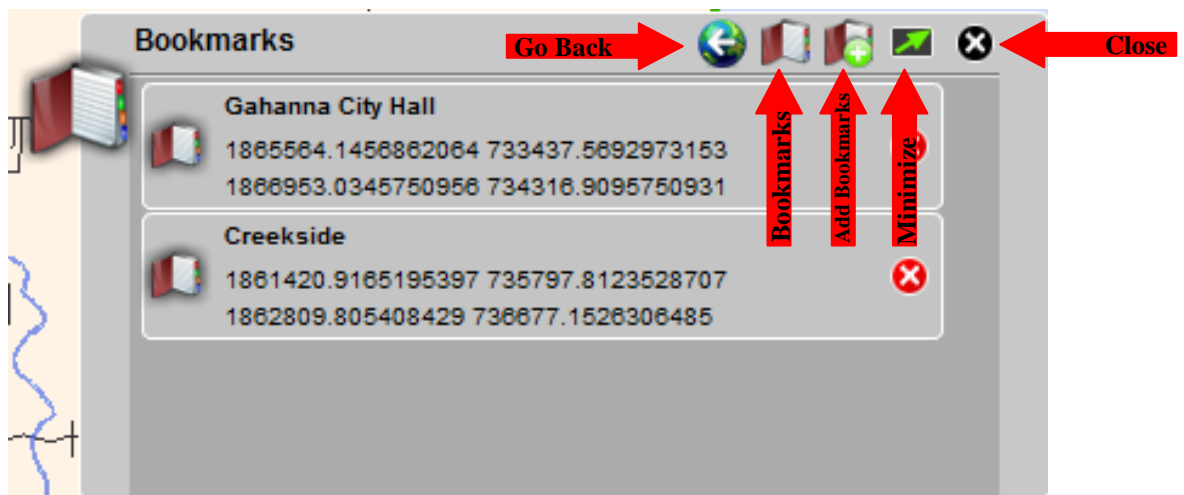 Bookmarks
Go Back
Close
Gahanna City Hall
1865564.1456862064 733437.5692973153
1866953.0345750956 734316.9095750931
Bookmarks
Add Bookmarks
Minimize
Creekside
1861420.9165195397 735797.8123528707
1862809.805408429 736677.1526306485